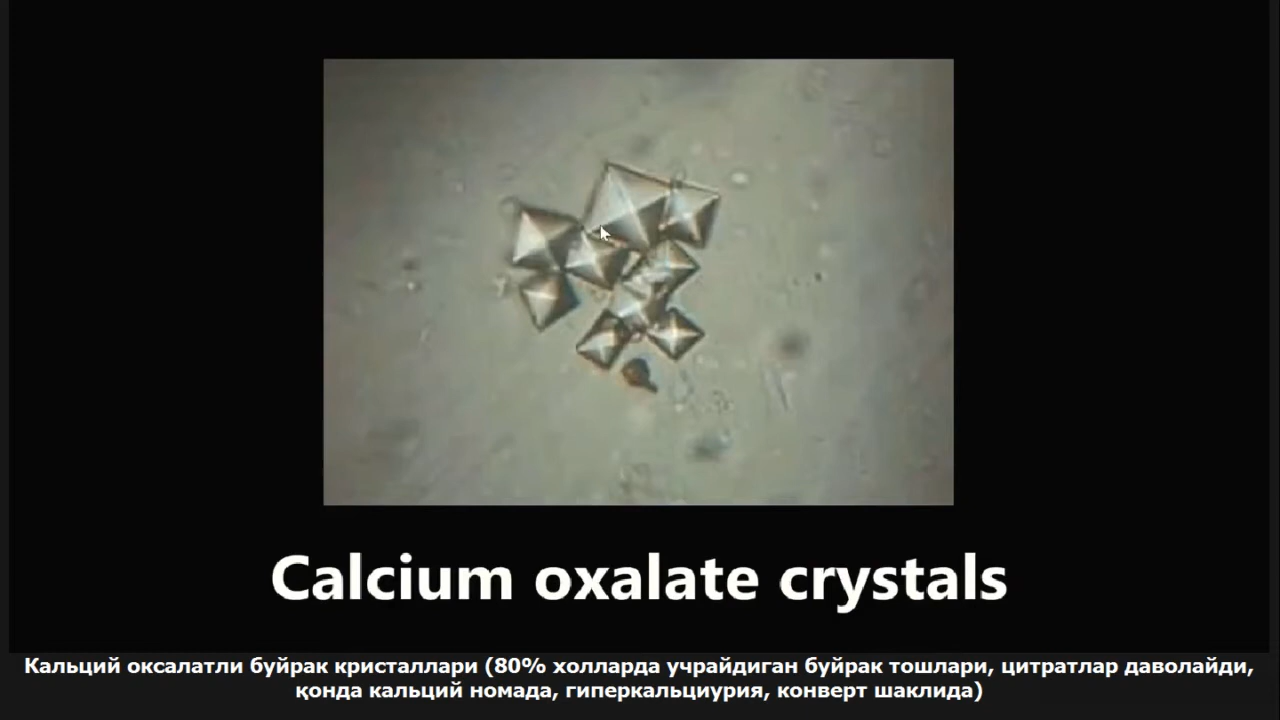 Calcium oxalate crystals
Кальций оксалатли буйрак кристаллари (80% холларда учрайдиган буйрак тошлари, цитратлар даволайди,
қонда кальций номада, гиперкальциурия, конверт шаклида)